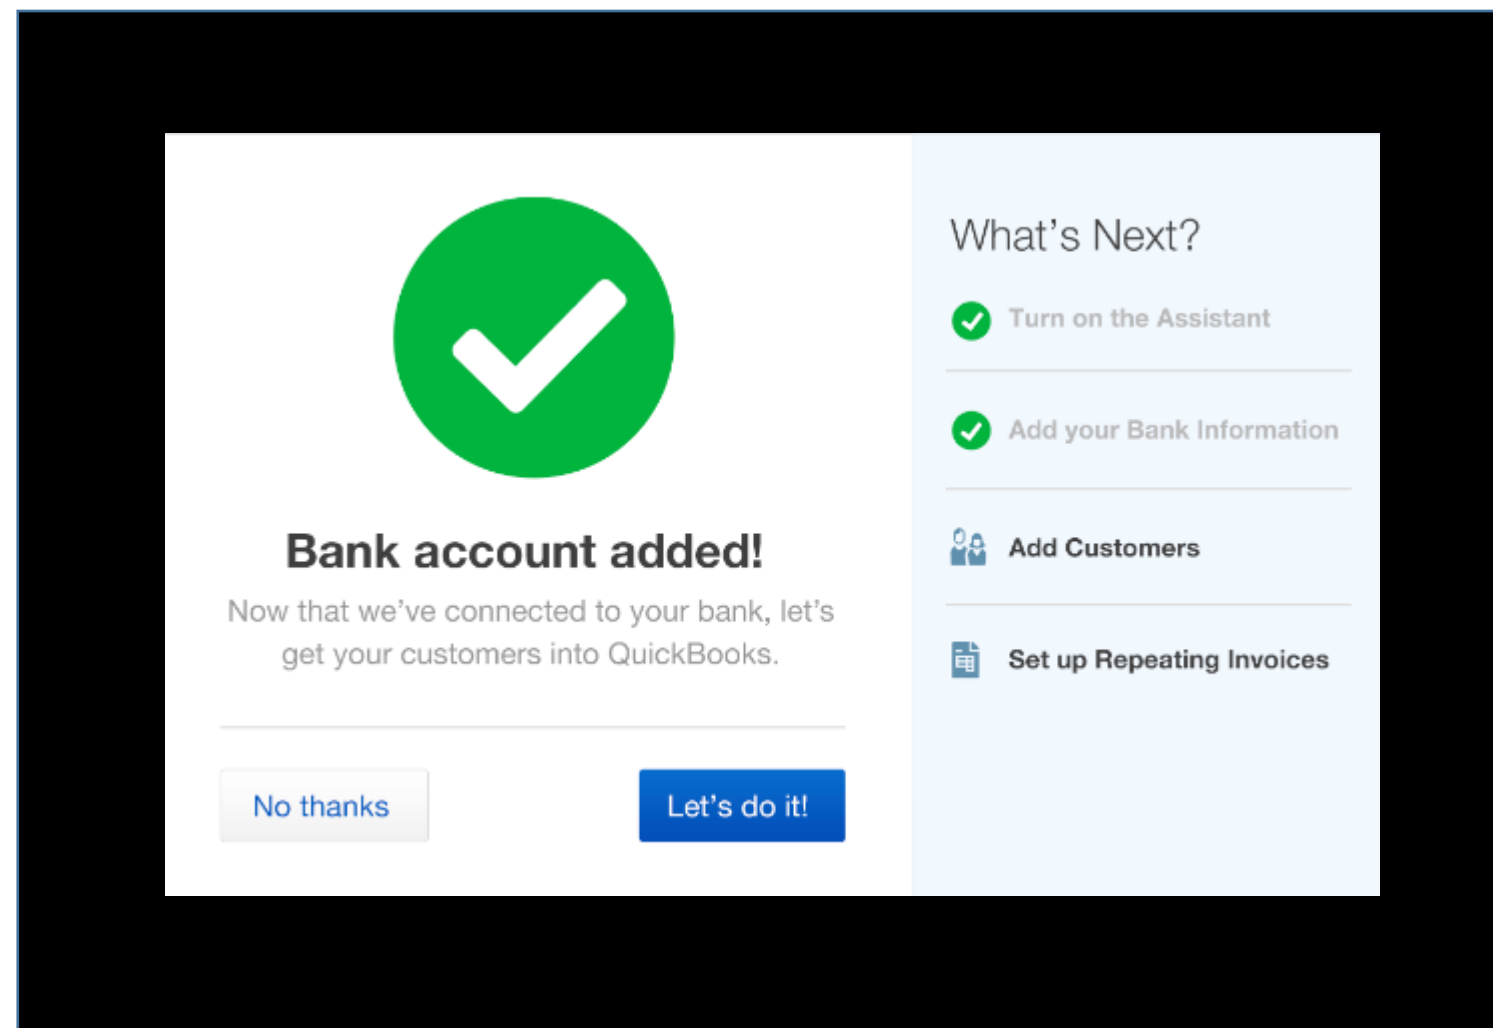 Bank account added!
Now that we've connected to your bank, let's
get your customers into QuickBooks.
No thanks
Let's do it!
What's Next?
Turn on the Assistant
Add your Bank Information
Add Customers
Set up Repeating Invoices